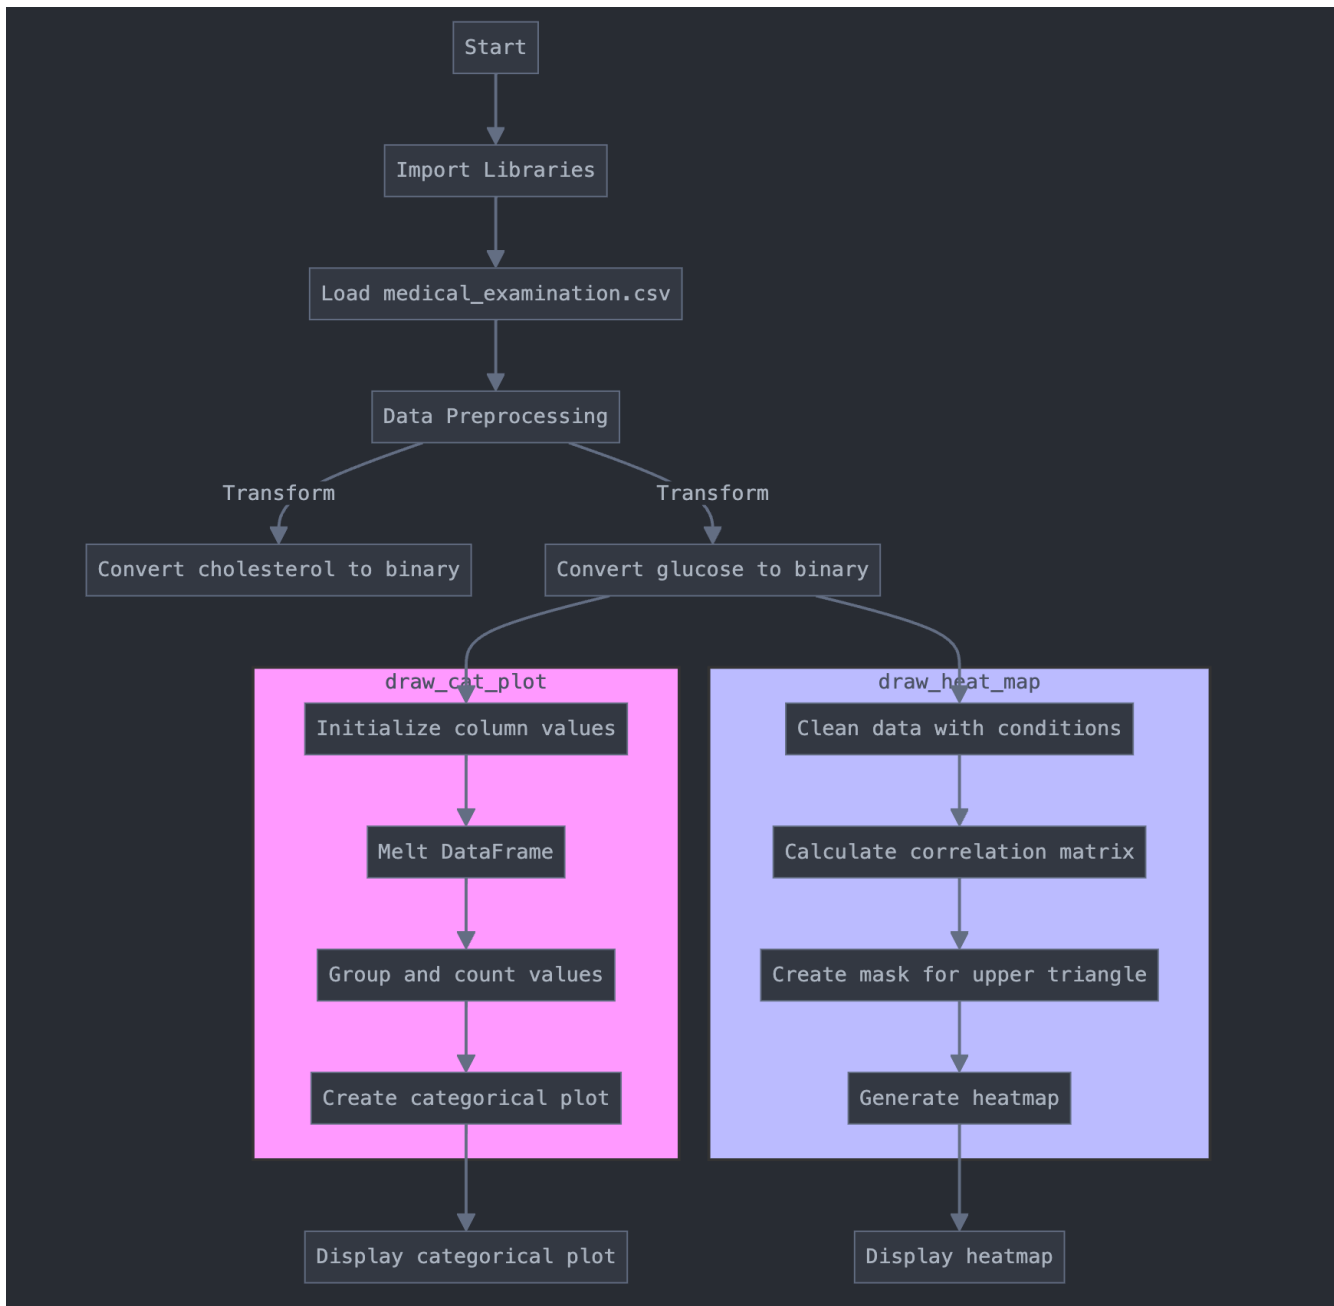 Start
Import Libraries
Load medical_examination.csv
Data Preprocessing
Transform
Transform
Convert cholesterol to binary
Convert glucose to binary
draw_cat_plot
draw_heat_map
Initialize column values
Clean data with conditions
Melt DataFrame
Calculate correlation matrix
Group and count values
Create mask for upper triangle
Create categorical plot
Generate heatmap
Display categorical plot
Display heatmap